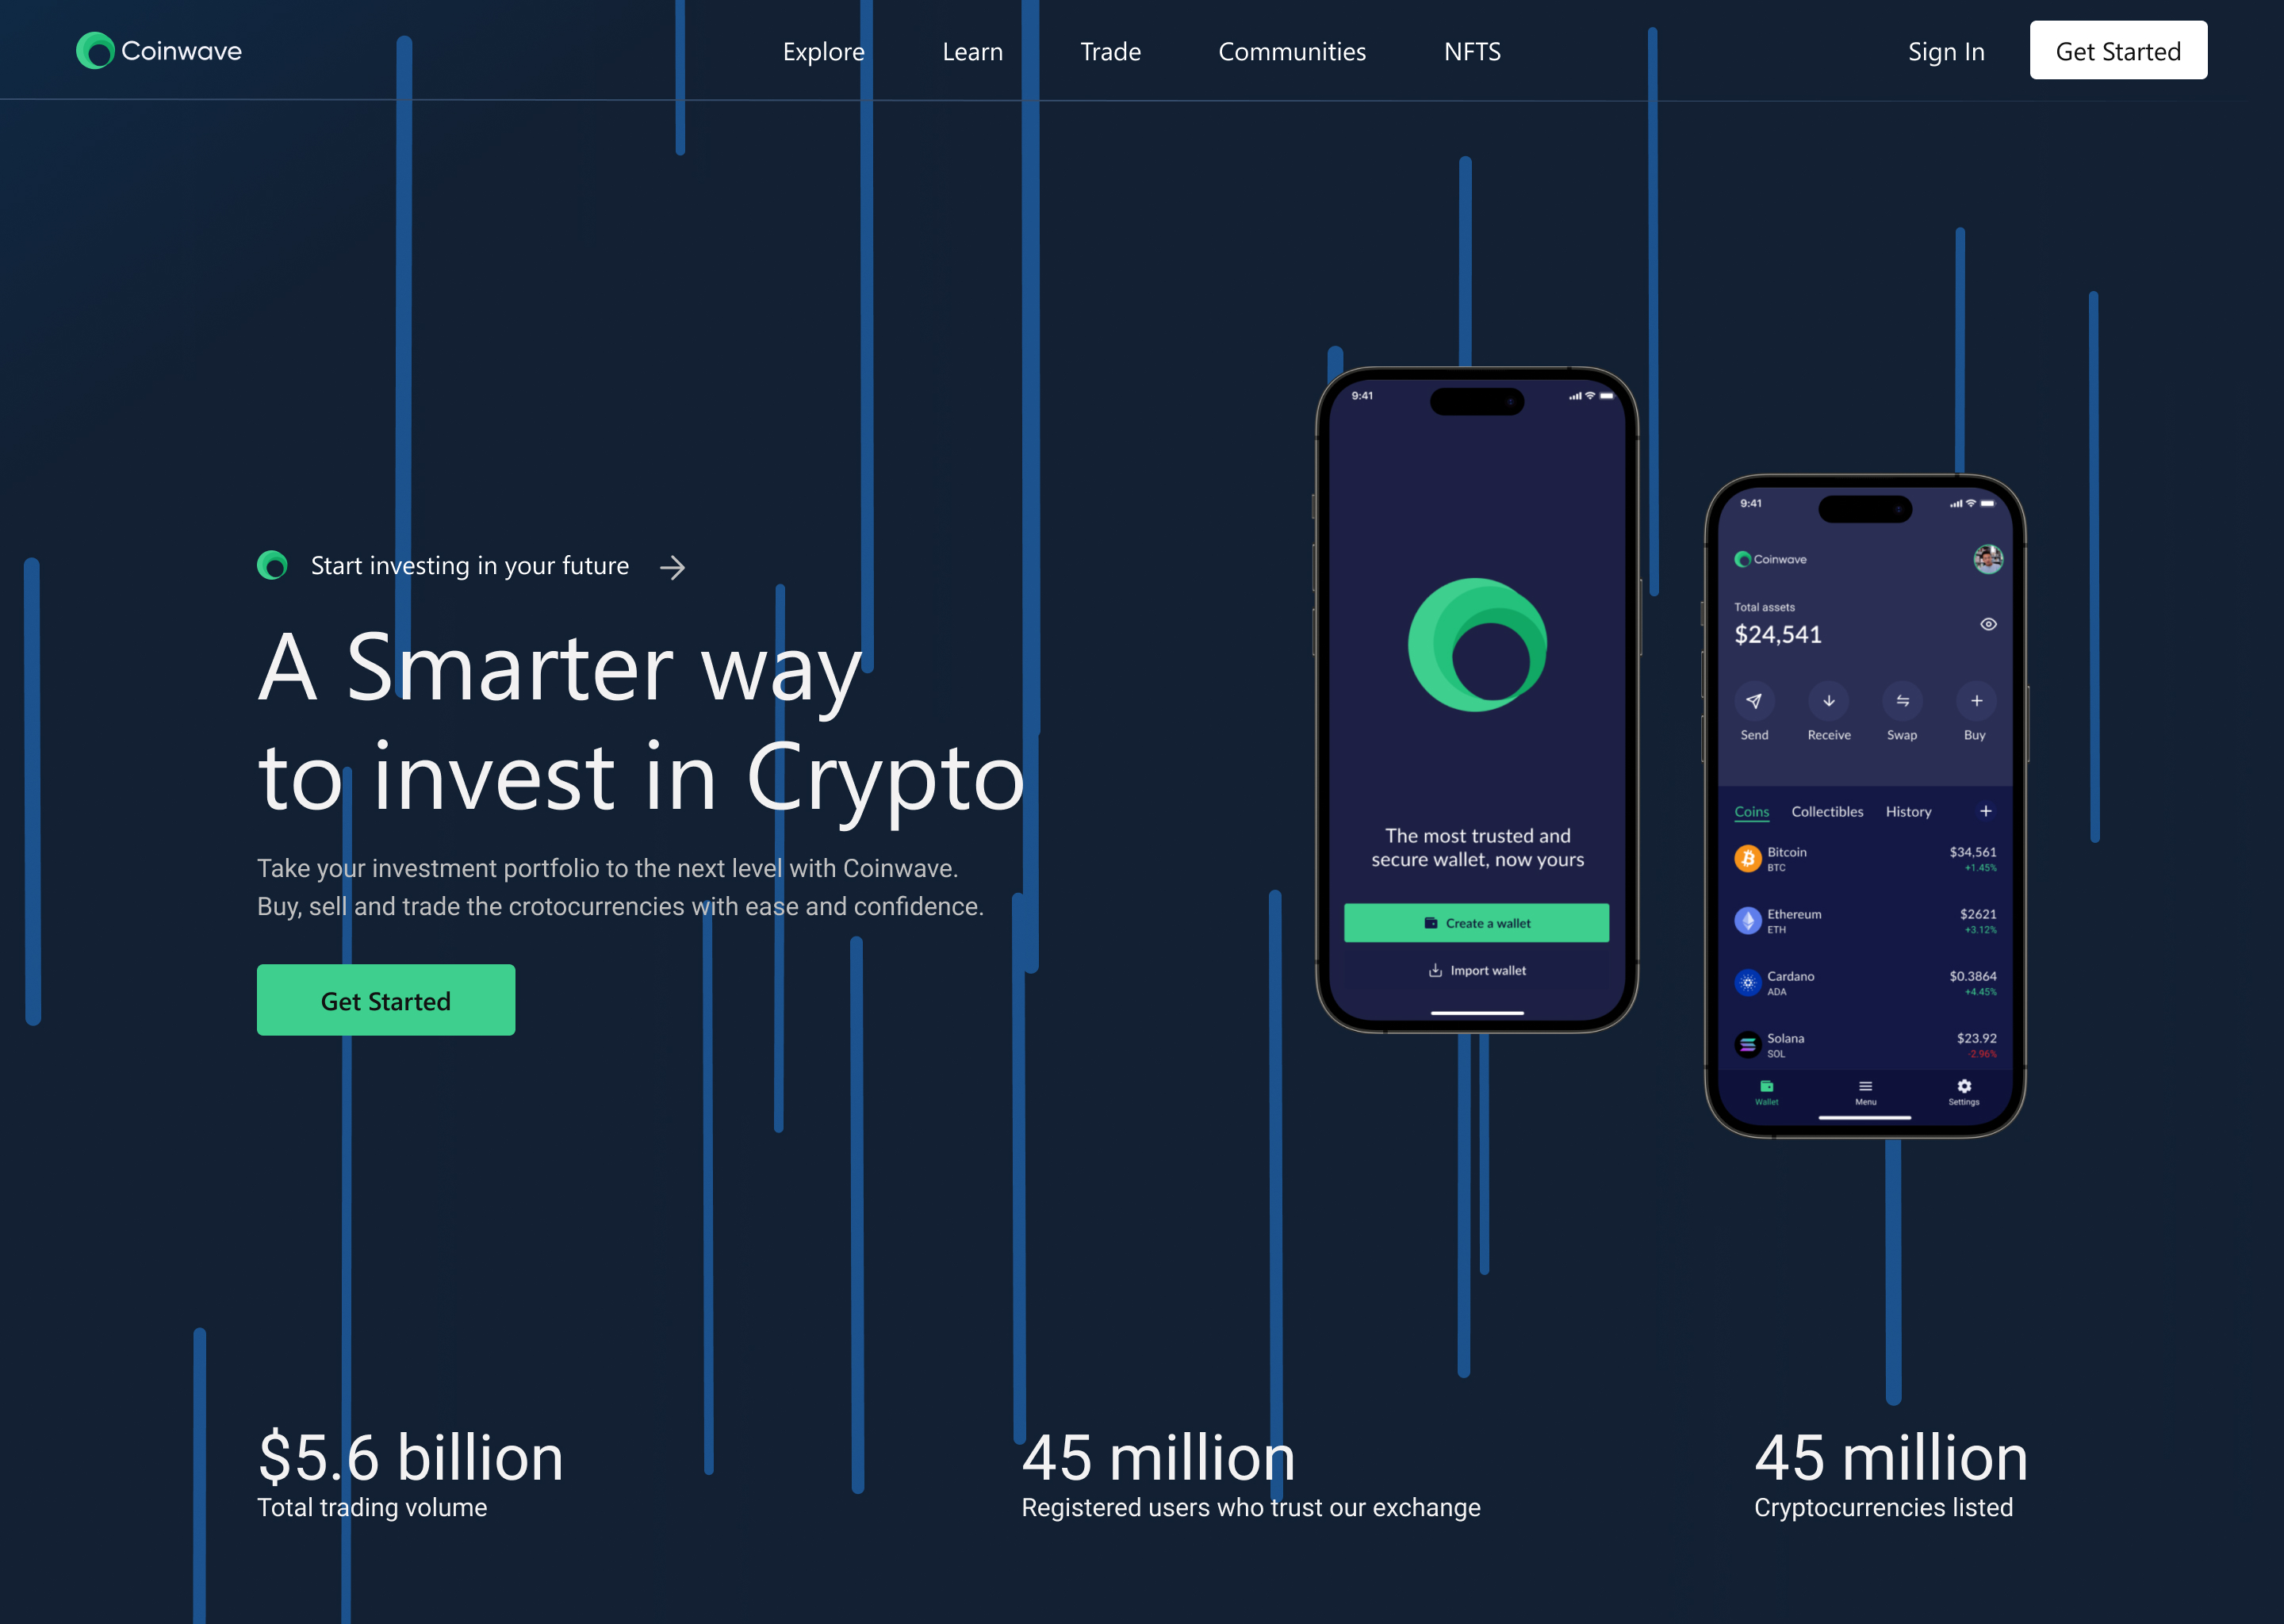 Coinwave
Explore
Learn
Trade
Communities
NFTS
Sign In
Get Started
Start investing in your future
A Smarter way
to invest in Crypto
Take your investment portfolio to the next level with Coinwave.
Buy, sell and trade the crotocurrencies with ease and confidence.
Get Started
9:41
The most trusted and
secure wallet, now yours
Create a wallet
Import wallet
9:41
Coinwave
Total assets
$24,541
Send
Receive
Swap
Buy
Coins
Collectibles
History
Bitcoin
$34,561
BTC
+1.45%
Ethereum
$2621
ETH
+3.12%
Cardano
$0.3864
ADA
+4.45%
Solana
$23.92
SOL
-2.96%
Wallet
Menu
Settings
$5.6 billion
Total trading volume
45 million
Registered users who trust our exchange
45 million
Cryptocurrencies listed